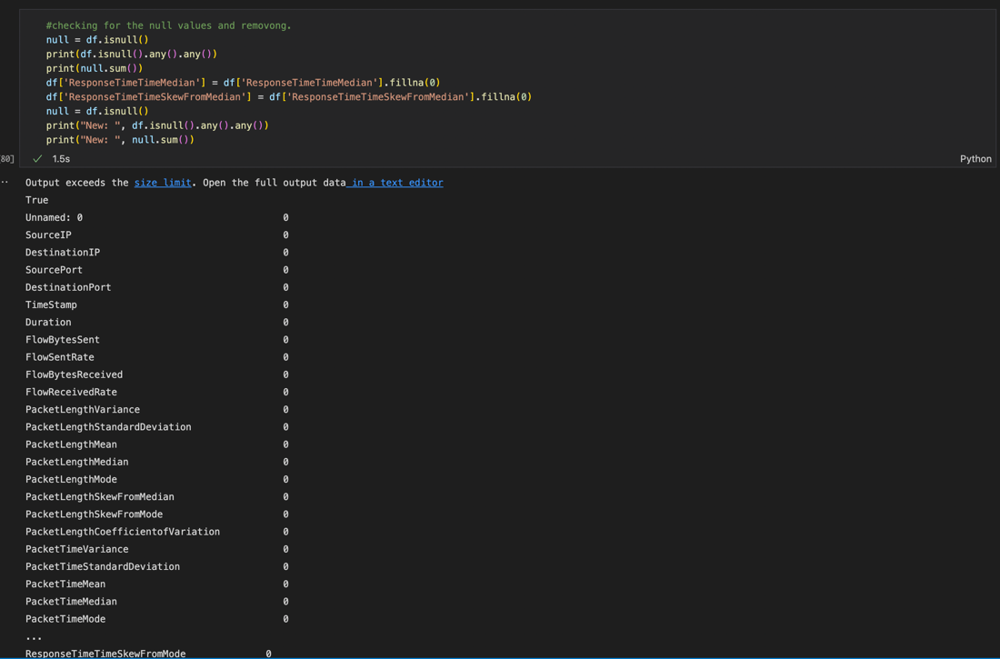 #checking for the null values and removong.
null = df.isnull()
print(df.isnull().any().any())
print(null.sum())
df['ResponseTimeTimeMedian'] = df['ResponseTimeTimeMedian'].fillna(0)
df['ResponseTimeTimeSkewFromMedian'] = df['ResponseTimeTimeSkewFromMedian'].fillna(0)
null = df.isnull()
print("New: ", df.isnull().any().any())
print("New: ", null.sum())
80] ✓ 1.5s Python
Output exceeds the size limit. Open the full output data in a text editor
True
Unnamed: 0 0
SourceIP 0
DestinationIP 0
SourcePort 0
DestinationPort 0
TimeStamp 0
Duration 0
FlowBytesSent 0
FlowSentRate 0
FlowBytesReceived 0
FlowReceivedRate 0
PacketLengthVariance 0
PacketLengthStandardDeviation 0
PacketLengthMean 0
PacketLengthMedian 0
PacketLengthMode 0
PacketLengthSkewFromMedian 0
PacketLengthSkewFromMode 0
PacketLengthCoefficientofVariation 0
PacketTimeVariance 0
PacketTimeStandardDeviation 0
PacketTimeMean 0
PacketTimeMedian 0
PacketTimeMode 0
...
ResponseTimeTimeSkewFromMode 0